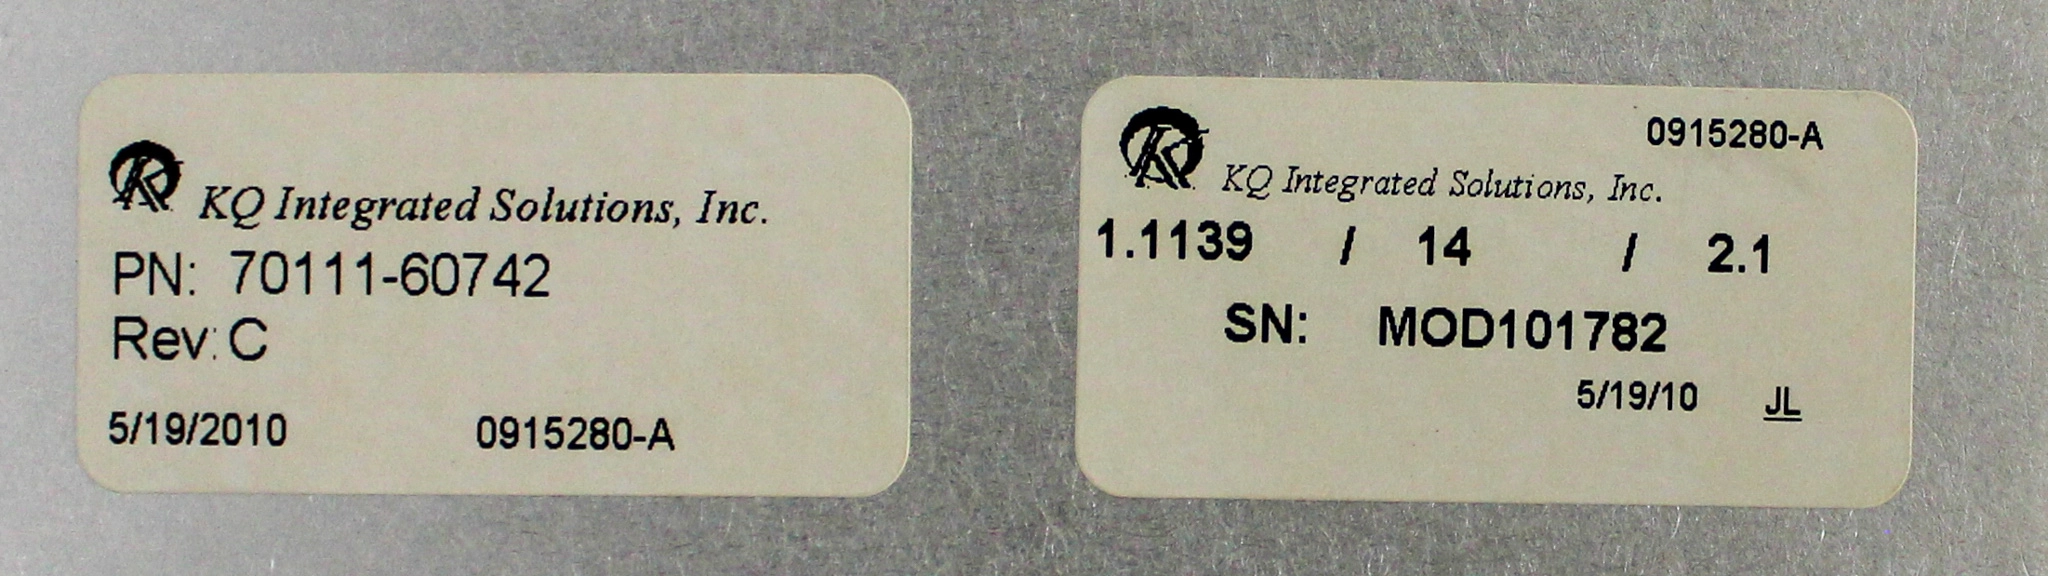 KQ Integrated Solutions, Inc.
PN: 70111-60742
Rev: C
5/19/2010 0915280-A
0915280-A
KQ Integrated Solutions, Inc.
1.1139 / 14 / 2.1
SN: MOD101782
5/19/10 JL